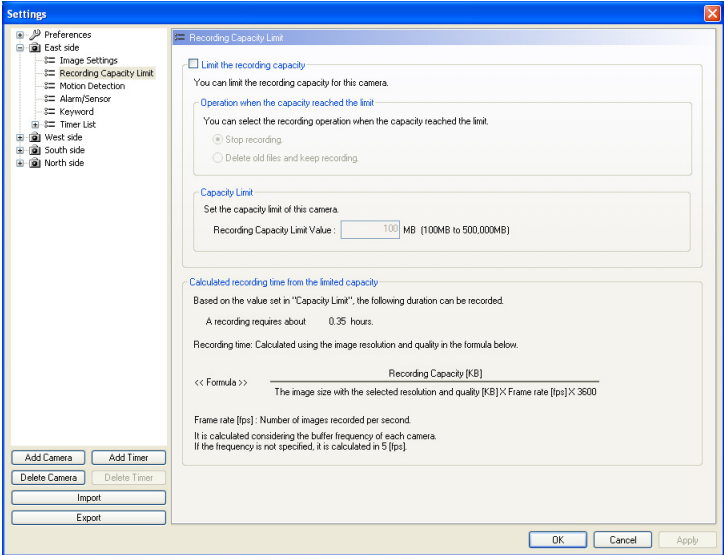 Settings
Preferences
East side
Image Settings
Recording Capacity Limit
Motion Detection
Alarm/Sensor
Keyword
Timer List
West side
South side
North side
Add Camera
Add Timer
Delete Camera
Delete Timer
Import
Export
Recording Capacity Limit
Limit the recording capacity
You can limit the recording capacity for this camera.
Operation when the capacity reached the limit
You can select the recording operation when the capacity reached the limit.
Stop recording.
Delete old files and keep recording.
Capacity Limit
Set the capacity limit of this camera.
Recording Capacity Limit Value : 100 MB (100MB to 500,000MB)
Calculated recording time from the limited capacity
Based on the value set in "Capacity Limit", the following duration can be recorded.
A recording requires about 0.35 hours.
Recording time: Calculated using the image resolution and quality in the formula below.
Recording Capacity [KB]
<< Formula >>
The image size with the selected resolution and quality [KB] X Frame rate [fps] X 3600
Frame rate [fps] : Number of images recorded per second.
It is calculated considering the buffer frequency of each camera.
If the frequency is not specified, it is calculated in 5 [fps].
OK
Cancel
Apply